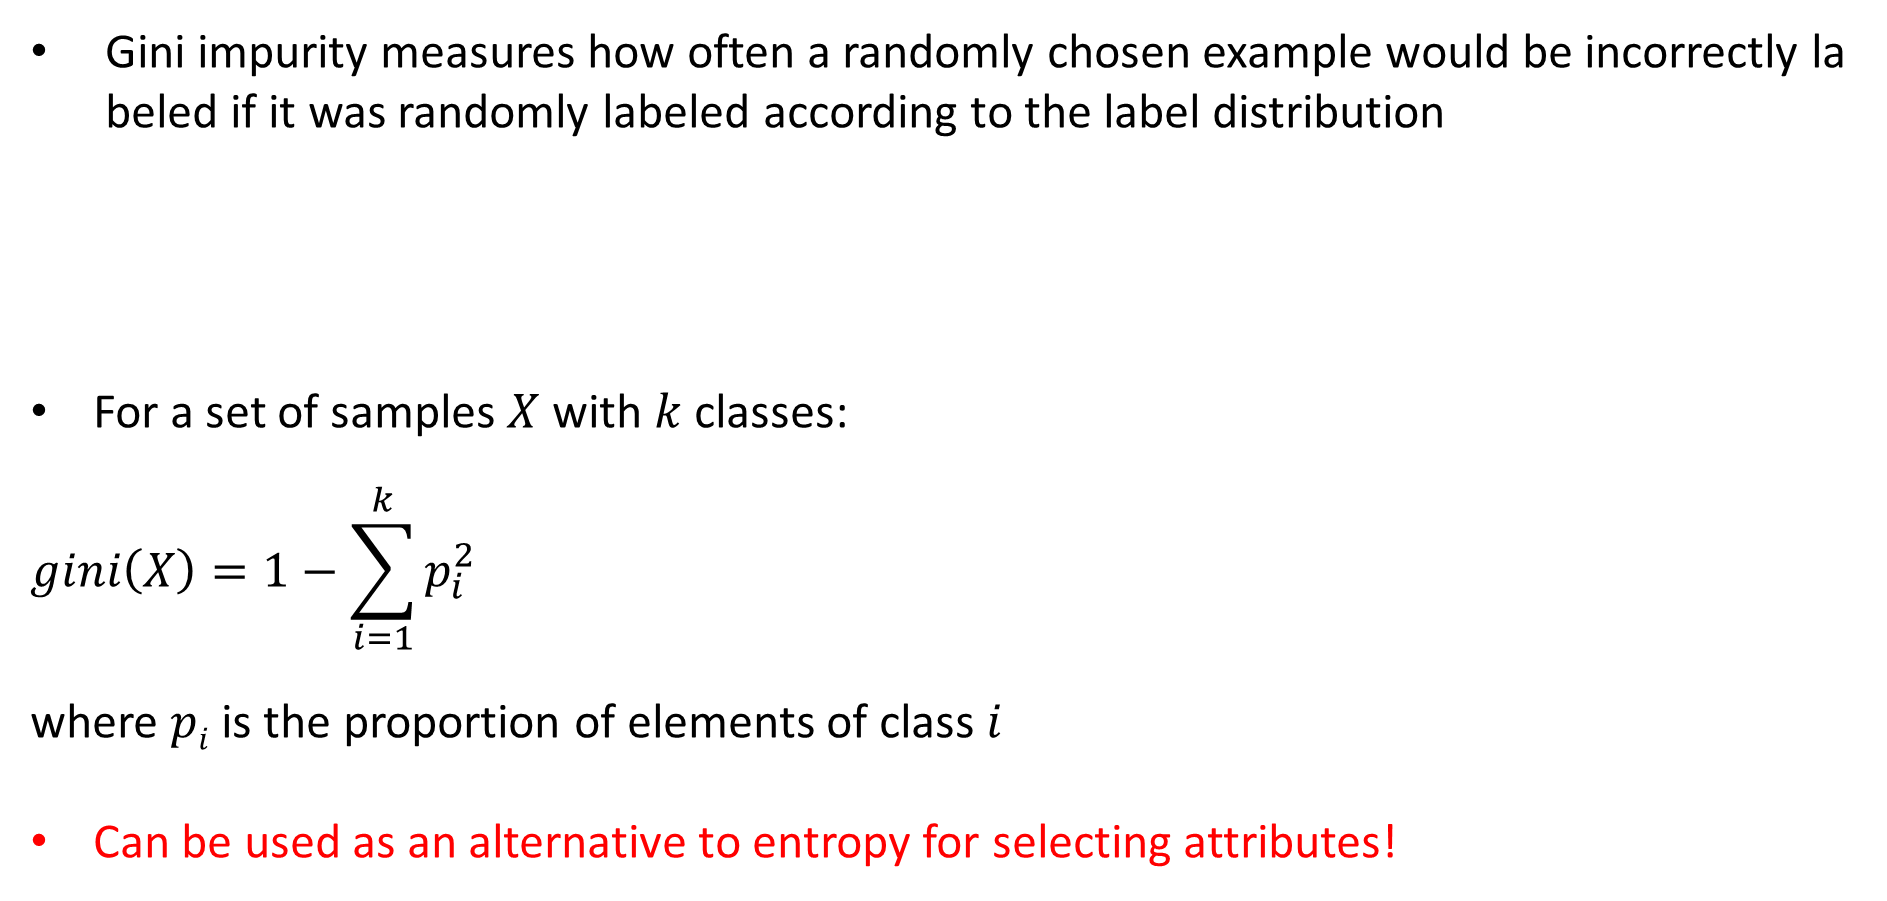 • Gini impurity measures how often a randomly chosen example would be incorrectly la
beled if it was randomly labeled according to the label distribution
• For a set of samples 𝑋 with 𝑘 classes:
𝑔𝑖𝑛𝑖(𝑋) = 1 − ∑_{𝑖=1}^{𝑘} 𝑝_𝑖^2
where 𝑝_𝑖 is the proportion of elements of class 𝑖
• Can be used as an alternative to entropy for selecting attributes!